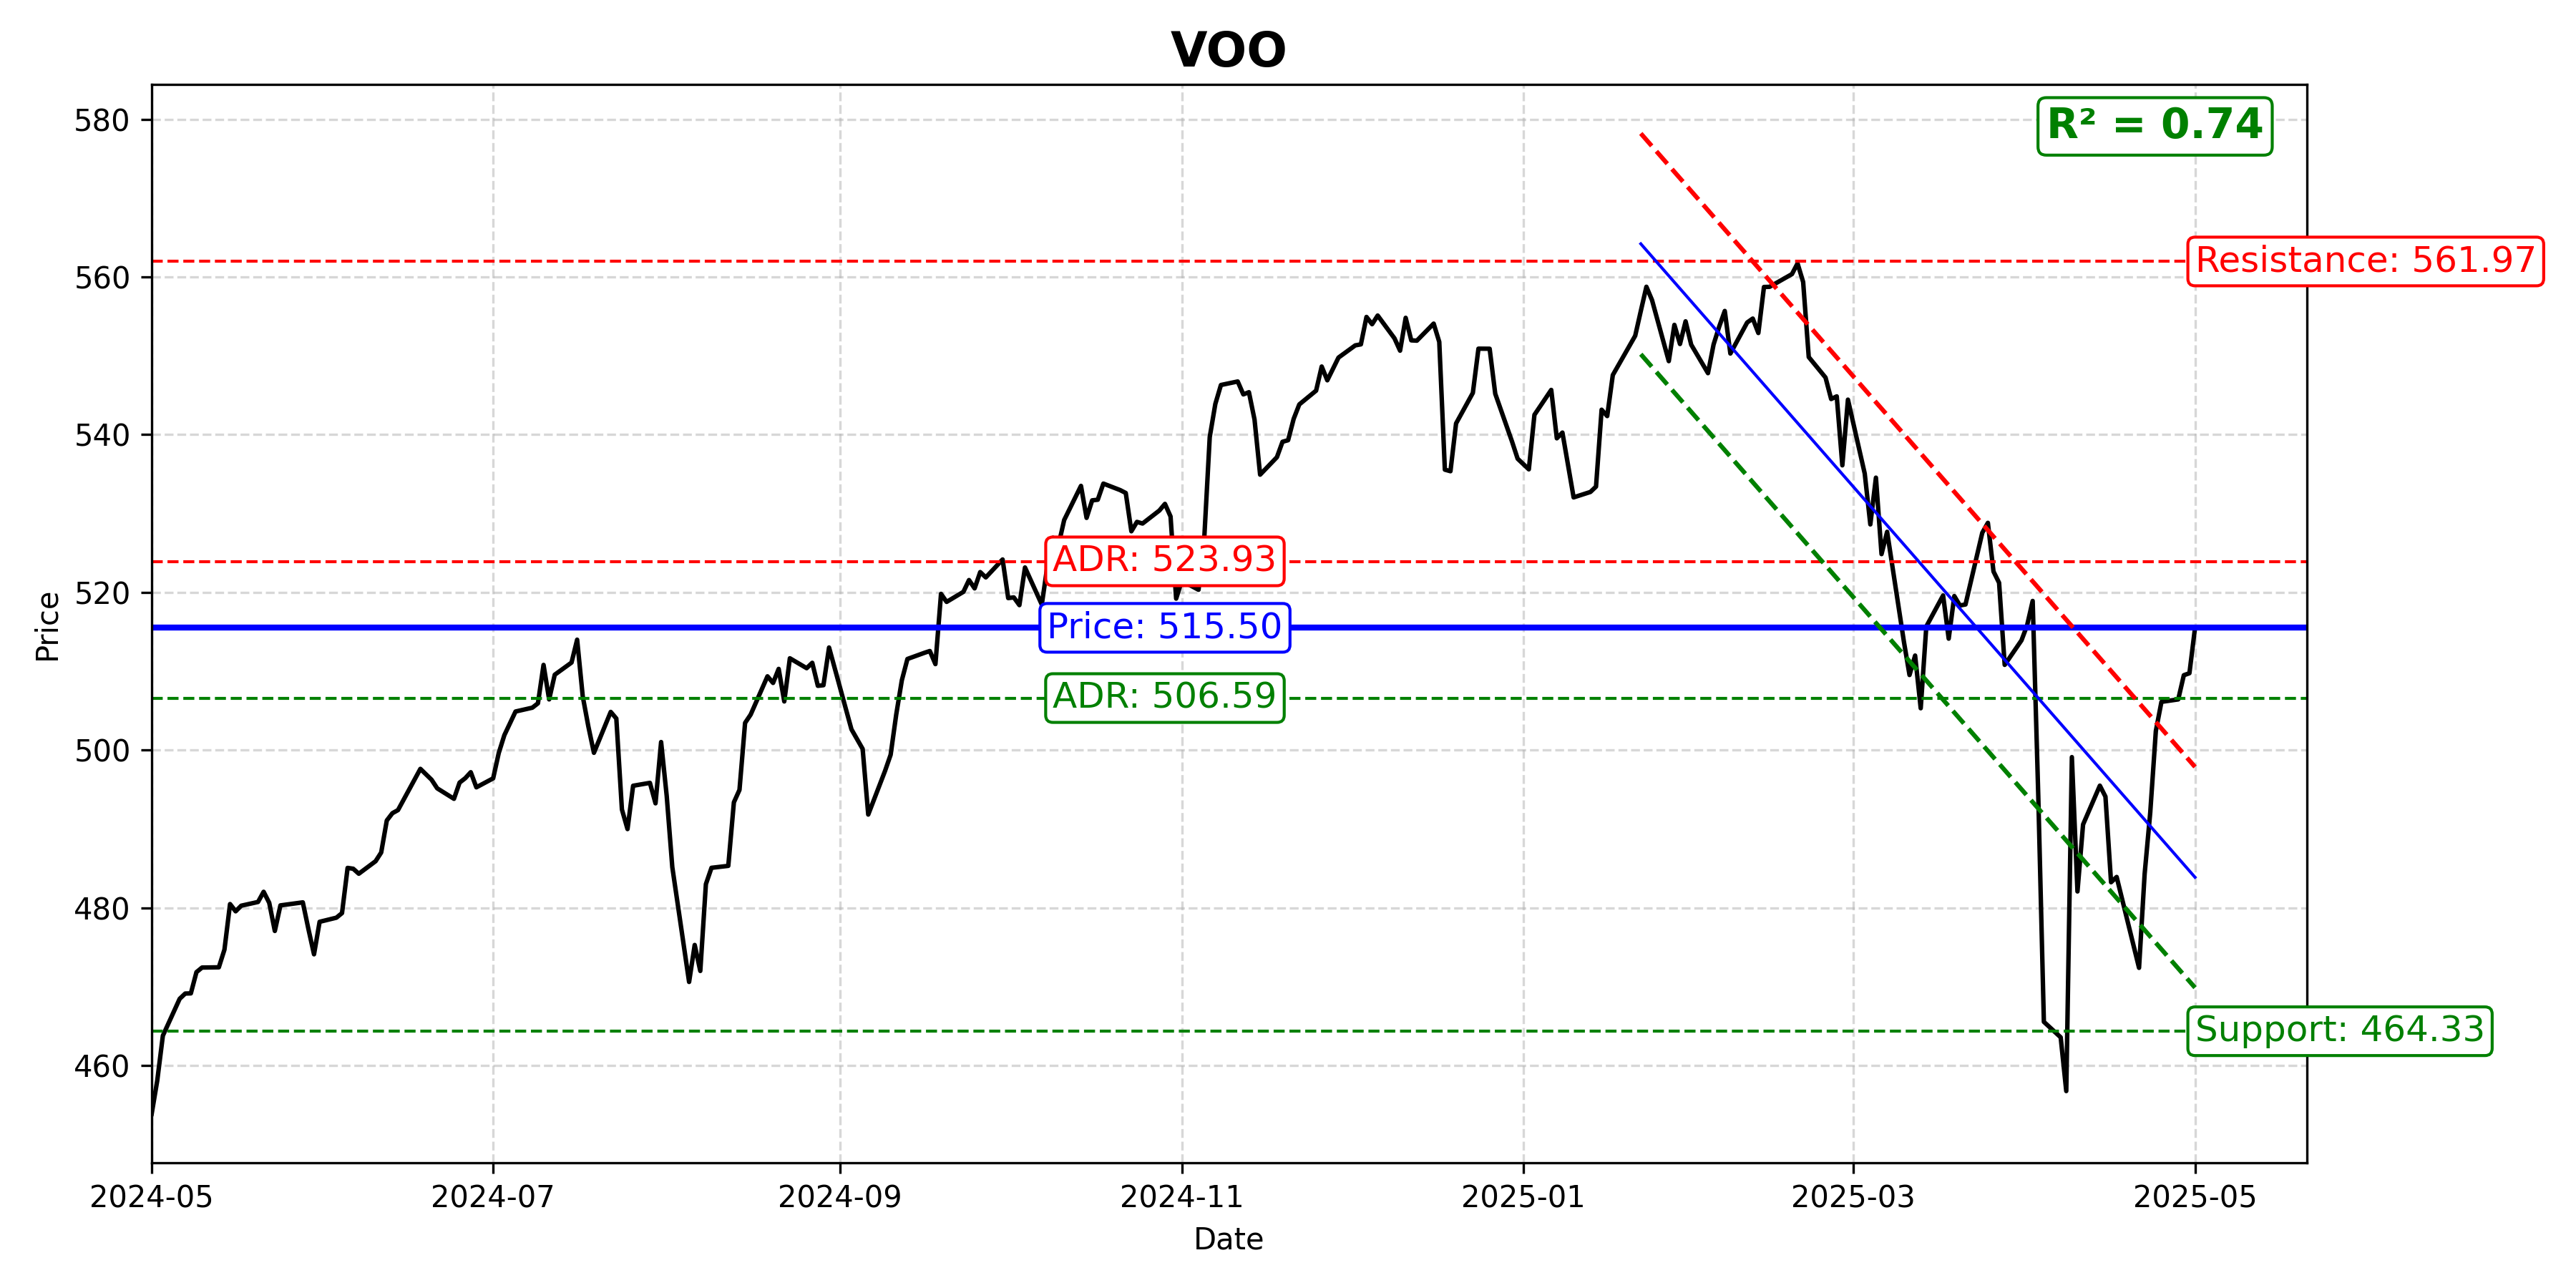 VOO
R² = 0.74
580
560
540
520
500
480
460
Price
Resistance: 561.97
ADR: 523.93
Price: 515.50
ADR: 506.59
Support: 464.33
2024-05
2024-07
2024-09
2024-11
2025-01
2025-03
2025-05
Date